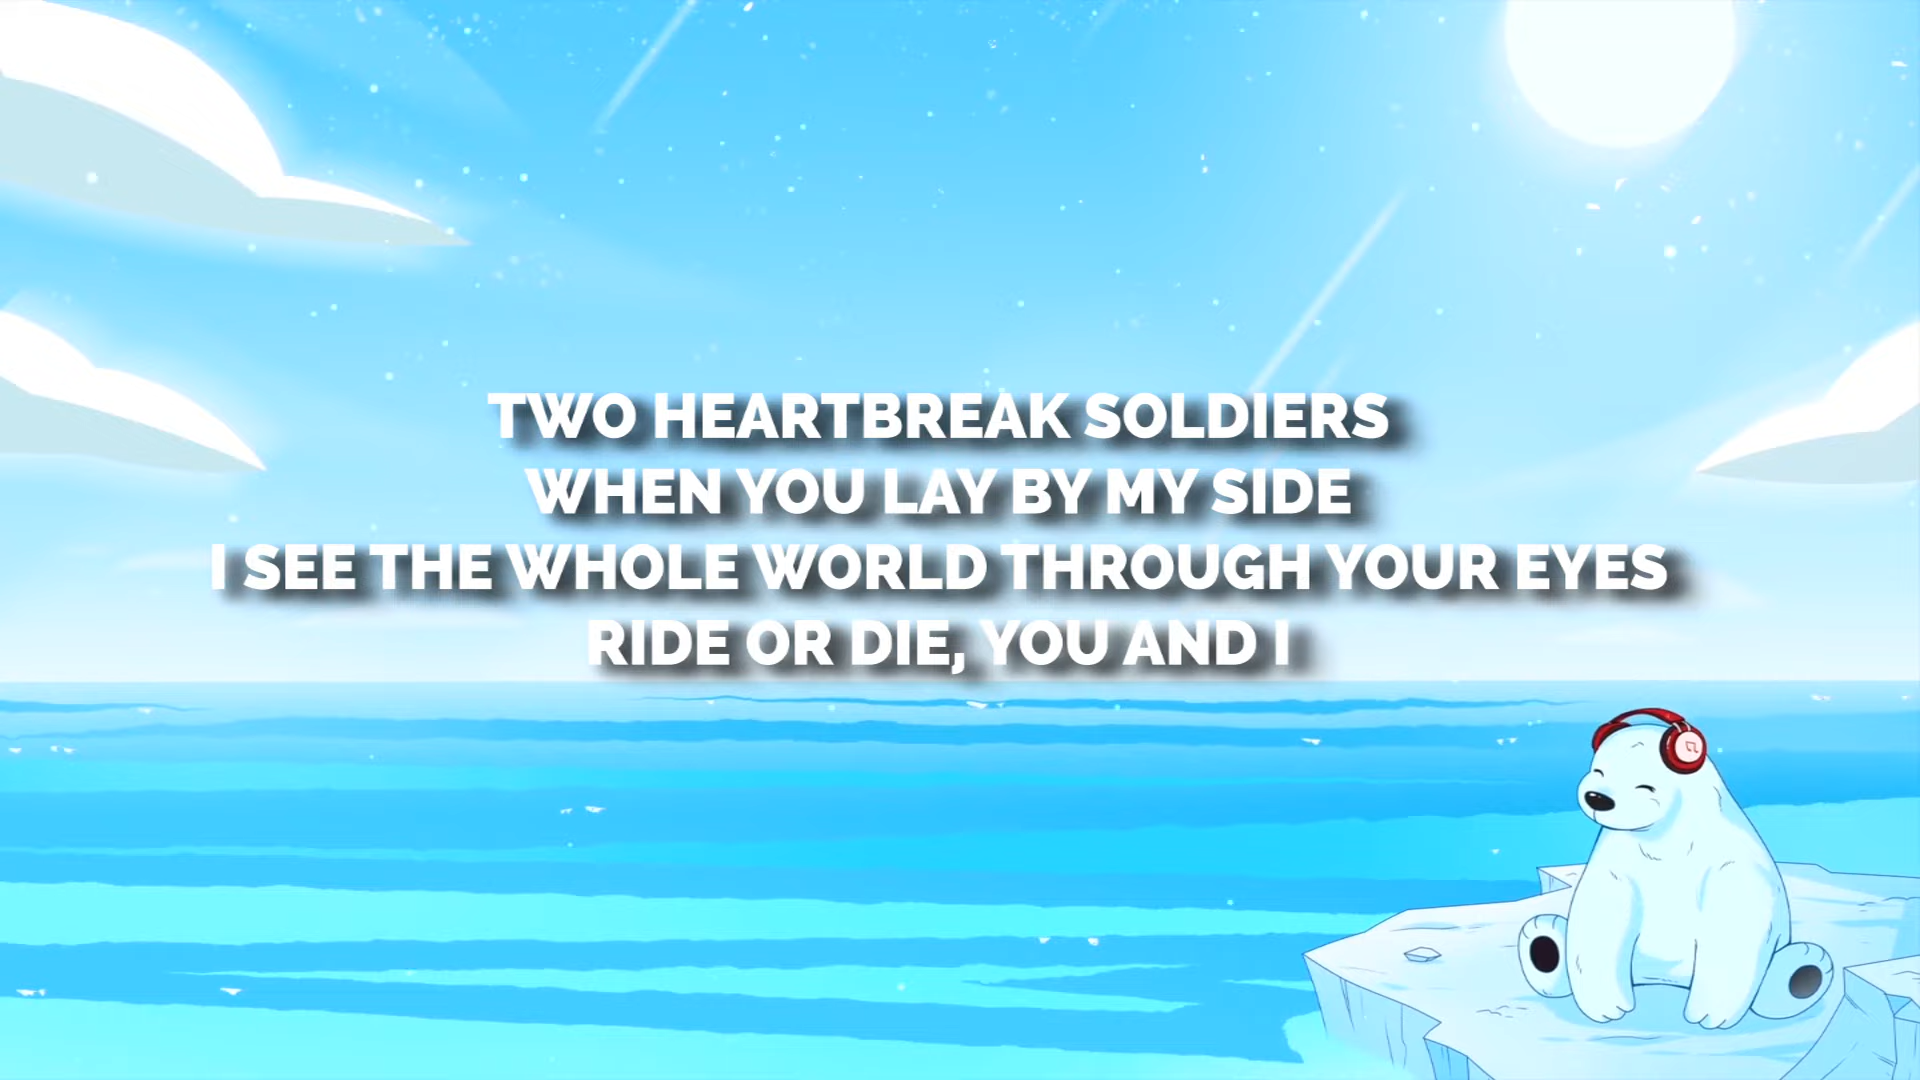 TWO HEARTBREAK SOLDIERS
WHEN YOU LAY BY MY SIDE
I SEE THE WHOLE WORLD THROUGH YOUR EYES
RIDE OR DIE, YOU AND I